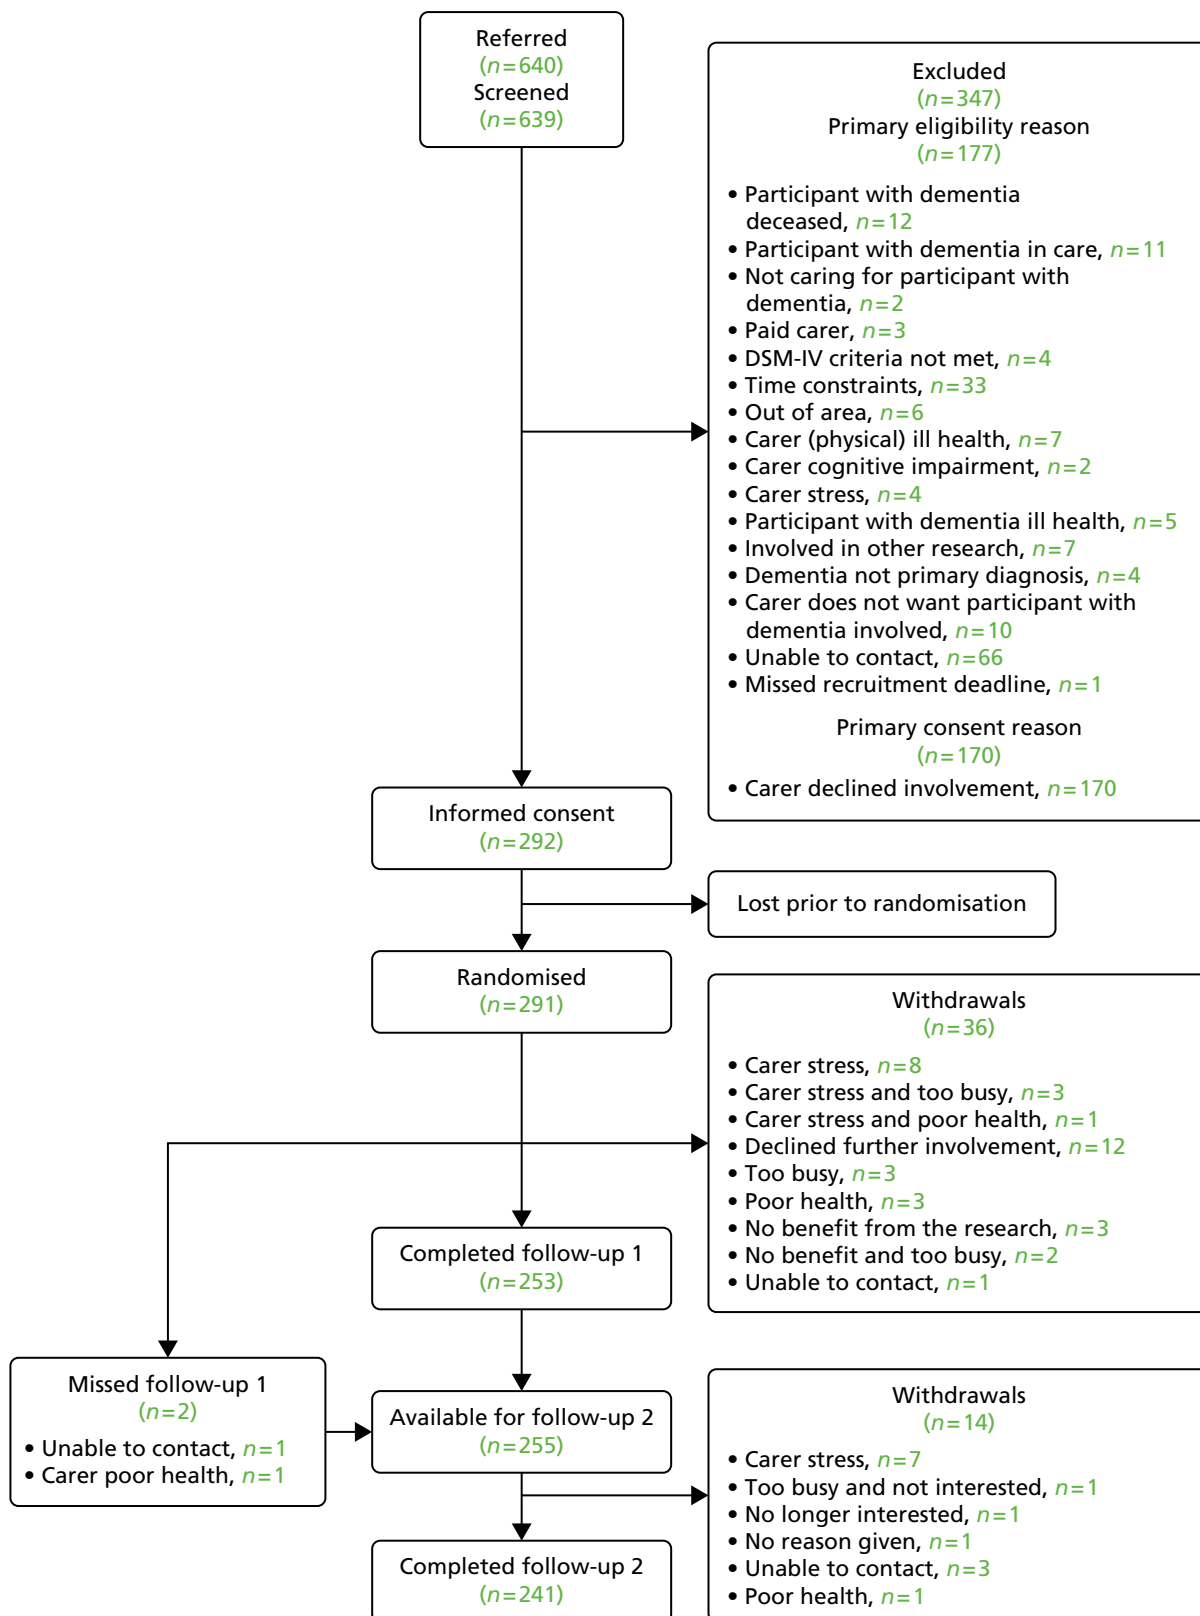 Referred
(n=640)
Screened
(n=639)
Excluded
(n=347)
Primary eligibility reason
(n=177)
• Participant with dementia
deceased, n=12
• Participant with dementia in care, n=11
• Not caring for participant with
dementia, n=2
• Paid carer, n=3
• DSM-IV criteria not met, n=4
• Time constraints, n=33
• Out of area, n=6
• Carer (physical) ill health, n=7
• Carer cognitive impairment, n=2
• Carer stress, n=4
• Participant with dementia ill health, n=5
• Involved in other research, n=7
• Dementia not primary diagnosis, n=4
• Carer does not want participant with
dementia involved, n=10
• Unable to contact, n=66
• Missed recruitment deadline, n=1
Primary consent reason
(n=170)
• Carer declined involvement, n=170
Informed consent
(n=292)
Lost prior to randomisation
Randomised
(n=291)
Withdrawals
(n=36)
• Carer stress, n=8
• Carer stress and too busy, n=3
• Carer stress and poor health, n=1
• Declined further involvement, n=12
• Too busy, n=3
• Poor health, n=3
• No benefit from the research, n=3
• No benefit and too busy, n=2
• Unable to contact, n=1
Completed follow-up 1
(n=253)
Missed follow-up 1
(n=2)
• Unable to contact, n=1
• Carer poor health, n=1
Available for follow-up 2
(n=255)
Withdrawals
(n=14)
• Carer stress, n=7
• Too busy and not interested, n=1
• No longer interested, n=1
• No reason given, n=1
• Unable to contact, n=3
• Poor health, n=1
Completed follow-up 2
(n=241)